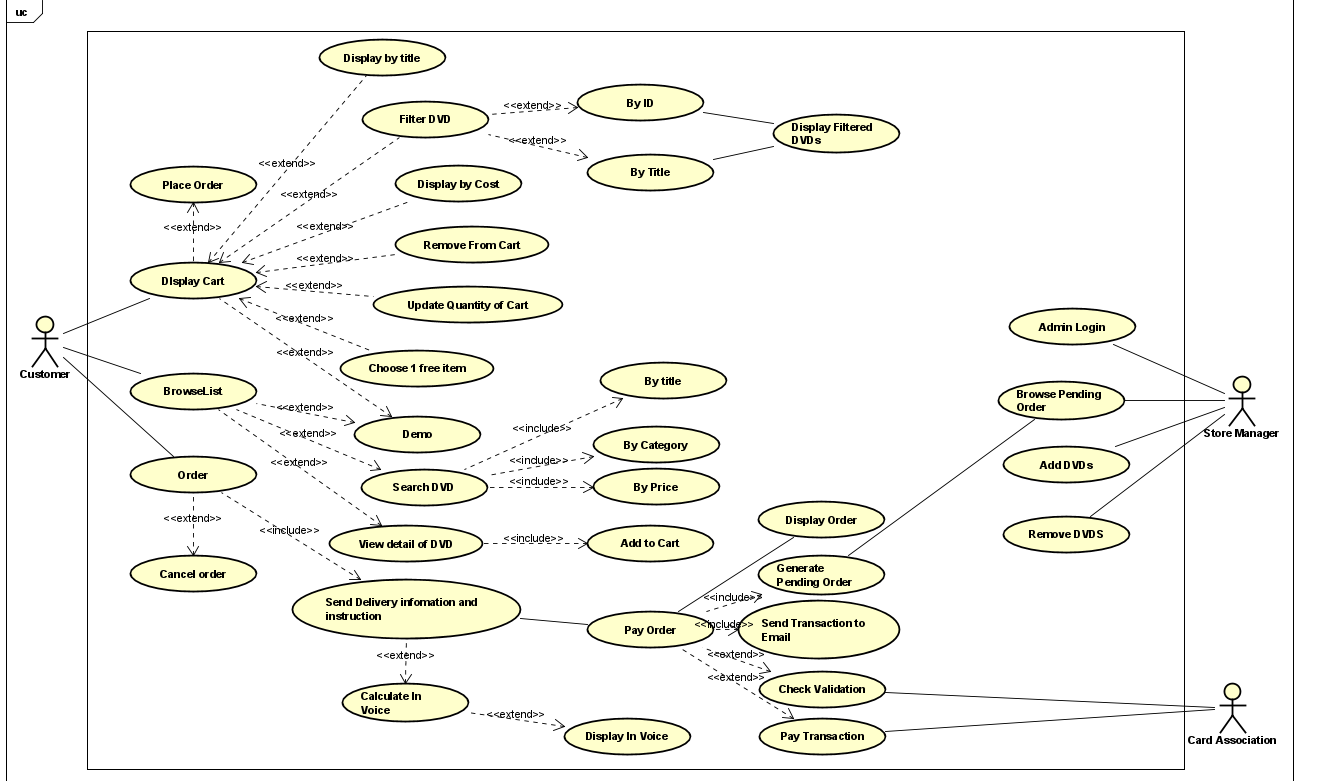 uc
Display by title
Filter DVD
<<extend>>
By ID
Display Filtered
DVDs
<<extend>>
By Title
<<extend>>
Place Order
Display by Cost
<<extend>>
<<extend>>
<<extend>>
Remove From Cart
<<extend>>
DIsplay Cart
<<extend>>
Update Quantity of Cart
<<extend>>
Admin Login
<<extend>>
Choose 1 free item
Customer
BrowseList
By title
Browse Pending
Order
<<extend>>
Demo
<<include>>
Store Manager
<<extend>>
By Category
<<extend>>
<<include>>
Add DVDs
Order
Search DVD
<<include>>
By Price
<<extend>>
<<include>>
Display Order
Remove DVDS
View detail of DVD
<<include>>
Add to Cart
Cancel order
Generate
Pending Order
Send Delivery infomation and
instruction
<<include>>
Pay Order
<<include>>
Send Transaction to
Email
<<extend>>
<<extend>>
<<extend>>
Check Validation
Calculate In
Voice
<<extend>>
Display In Voice
Pay Transaction
Card Association